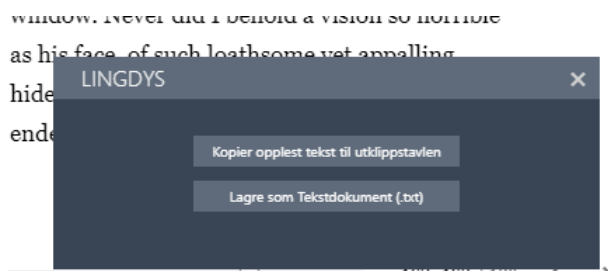 window. Never did I behold a vision so horrible
as his face, of such loathsome yet appalling
hide
LINGDYS
ende
Kopier opplest tekst til utklippstavlen
Lagre som Tekstdokument (.txt)